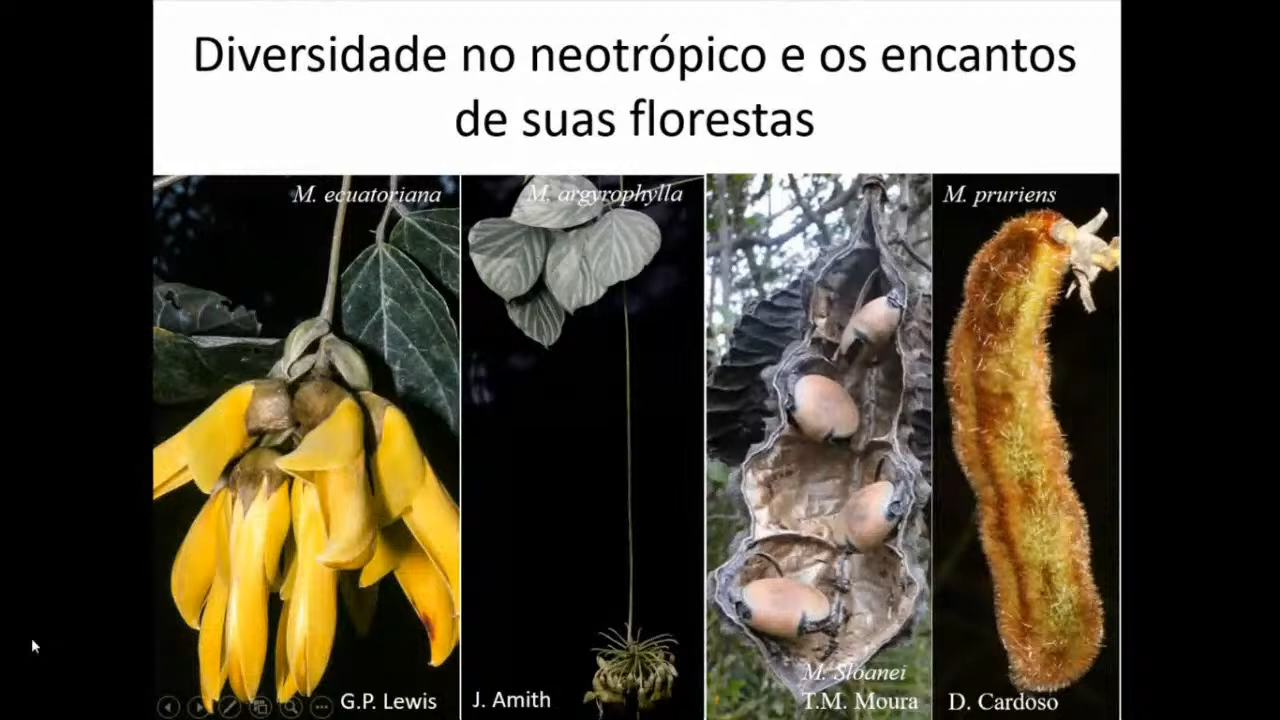 Diversidade no neotrópico e os encantos
de suas florestas
M. ecuatoriana
M. argyrophylla
M. pruriens
M. Sloanei
G.P. Lewis
J. Amith
T.M. Moura
D. Cardoso